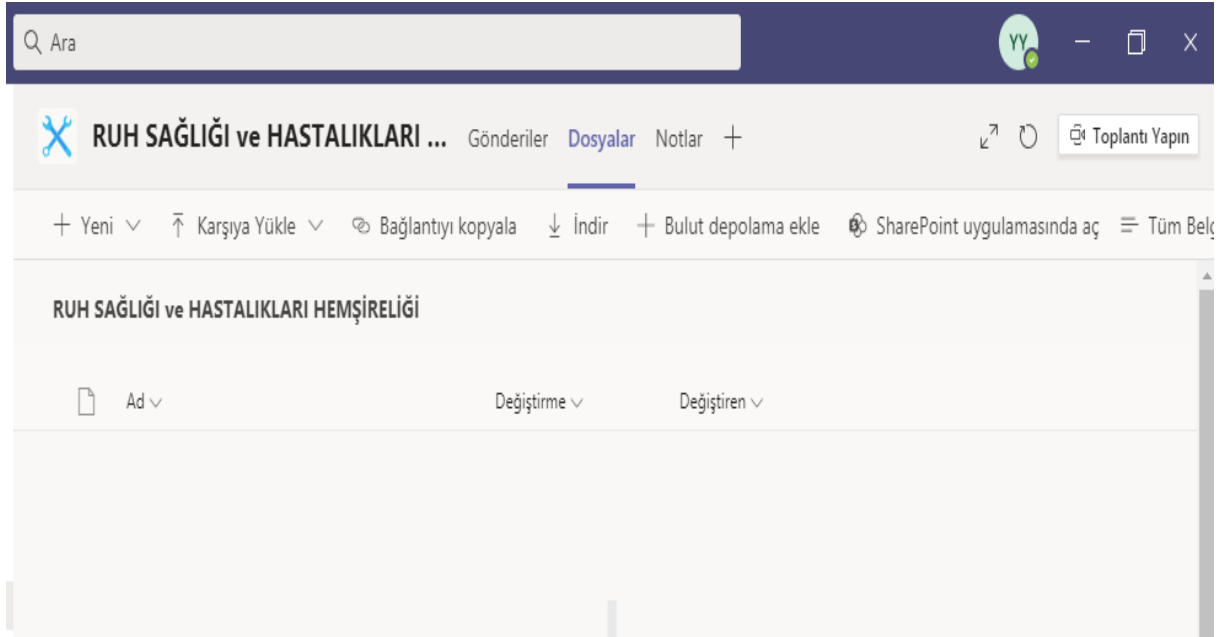 Ara
YY
RUH SAĞLIĞI ve HASTALIKLARI ... Gönderiler Dosyalar Notlar Toplantı Yapın
Yeni Karşıya Yükle Bağlantıyı kopyala İndir Bulut depolama ekle SharePoint uygulamasında aç Tüm Belg
RUH SAĞLIĞI ve HASTALIKLARI HEMŞİRELİĞİ
Ad Değiştirme Değiştiren